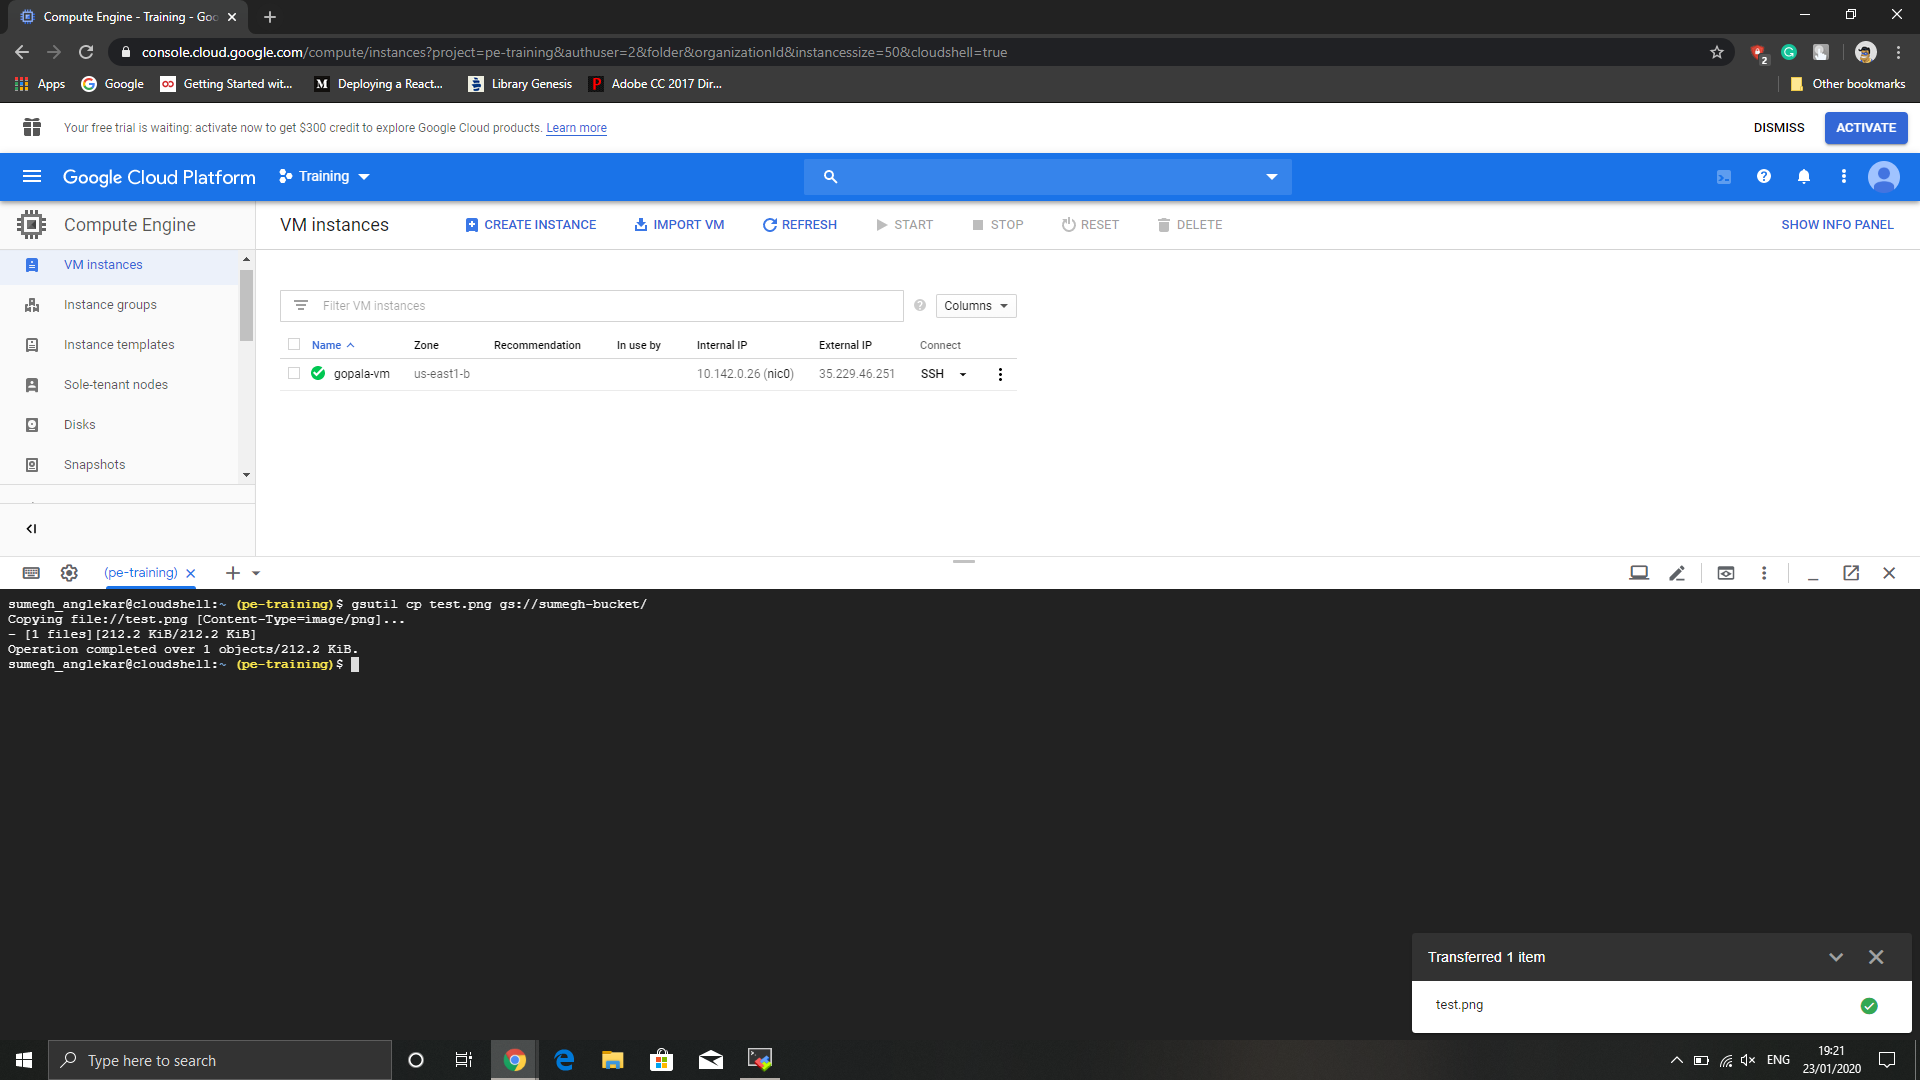 Compute Engine - Training - Goo
console.cloud.google.com/compute/instances?project=pe-training&authuser=2&folder&organizationId&instancessize=50&cloudshell=true
2
Apps
Google
Getting Started wit...
M
Deploying a React...
Library Genesis
P
Adobe CC 2017 Dir...
Other bookmarks
Your free trial is waiting: activate now to get $300 credit to explore Google Cloud products. Learn more
DISMISS
ACTIVATE
Google Cloud Platform
Training
Compute Engine
VM instances
CREATE INSTANCE
IMPORT VM
REFRESH
START
STOP
RESET
DELETE
SHOW INFO PANEL
VM instances
Instance groups
Instance templates
Sole-tenant nodes
Disks
Snapshots
Filter VM instances
Columns
Name
Zone
Recommendation
In use by
Internal IP
External IP
Connect
gopala-vm
us-east1-b
10.142.0.26 (nic0)
35.229.46.251
SSH
(pe-training)
sumegh_anglekar@cloudshell:~ (pe-training)$ gsutil cp test.png gs://sumegh-bucket/
Copying file://test.png [Content-Type=image/png]...
- [1 files][212.2 KiB/212.2 KiB]
Operation completed over 1 objects/212.2 KiB.
sumegh_anglekar@cloudshell:~ (pe-training)$
Transferred 1 item
test.png
Type here to search
ENG
19:21
23/01/2020